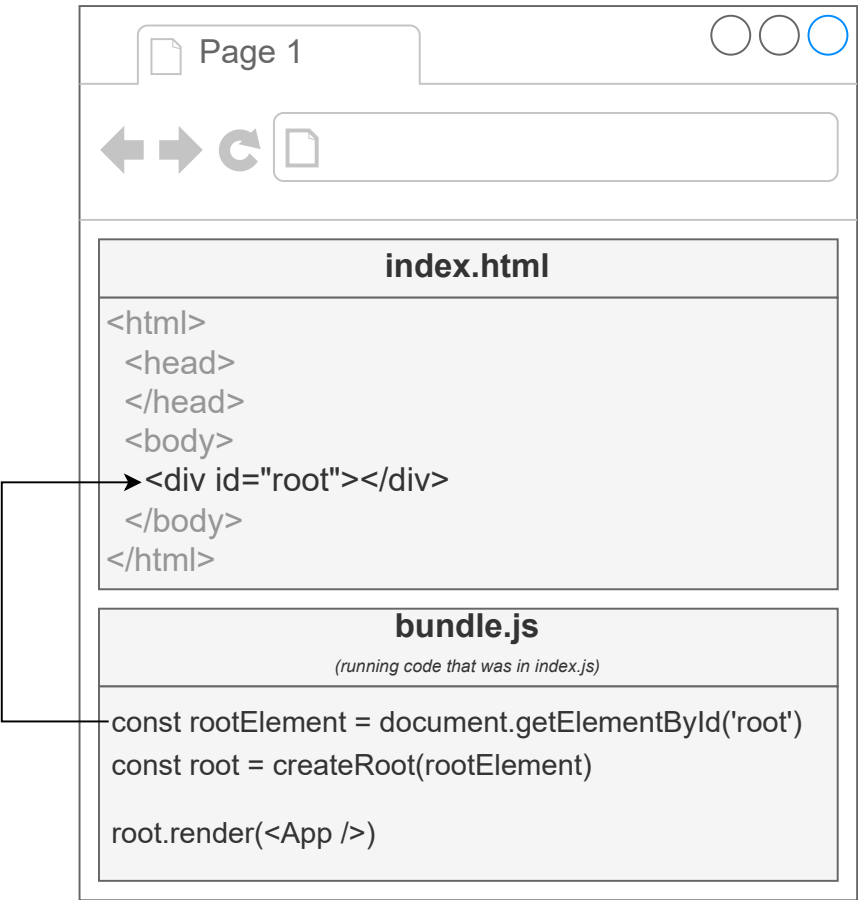 Page 1
index.html
<html>
<head>
</head>
<body>
<div id="root"></div>
</body>
</html>
bundle.js
(running code that was in index.js)
const rootElement = document.getElementById('root')
const root = createRoot(rootElement)
root.render(<App />)